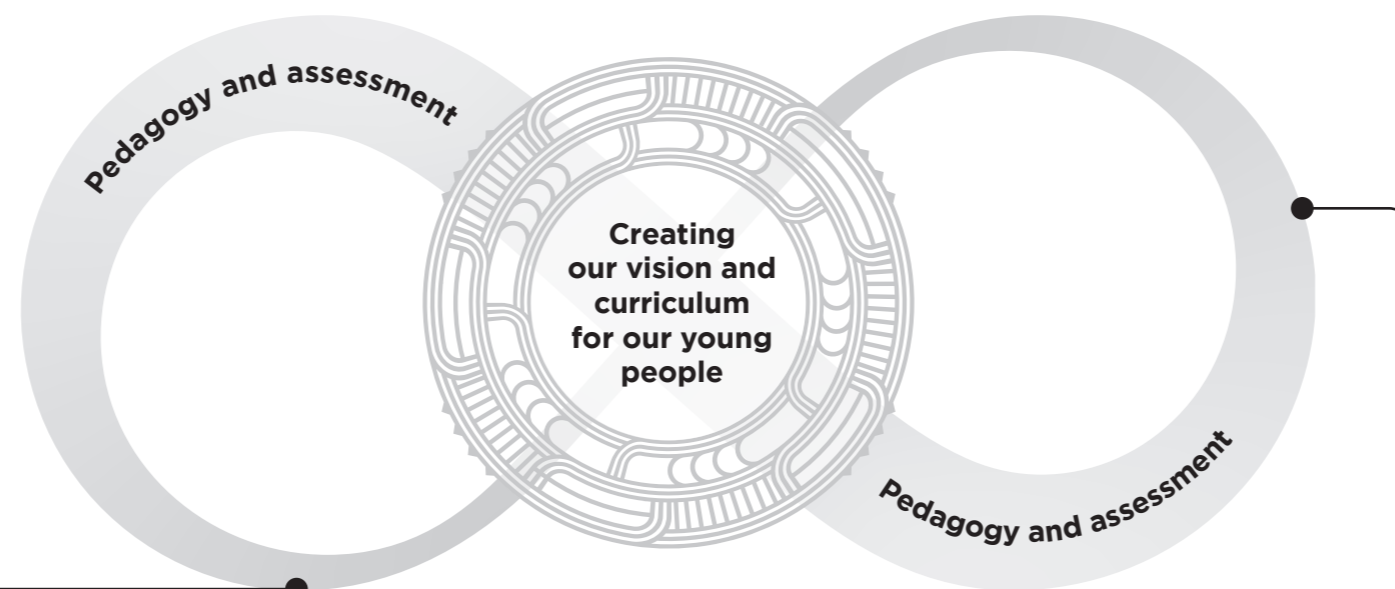 Pedagogy and assessment
Creating
our vision and
curriculum
for our young
people
Pedagogy and assessment